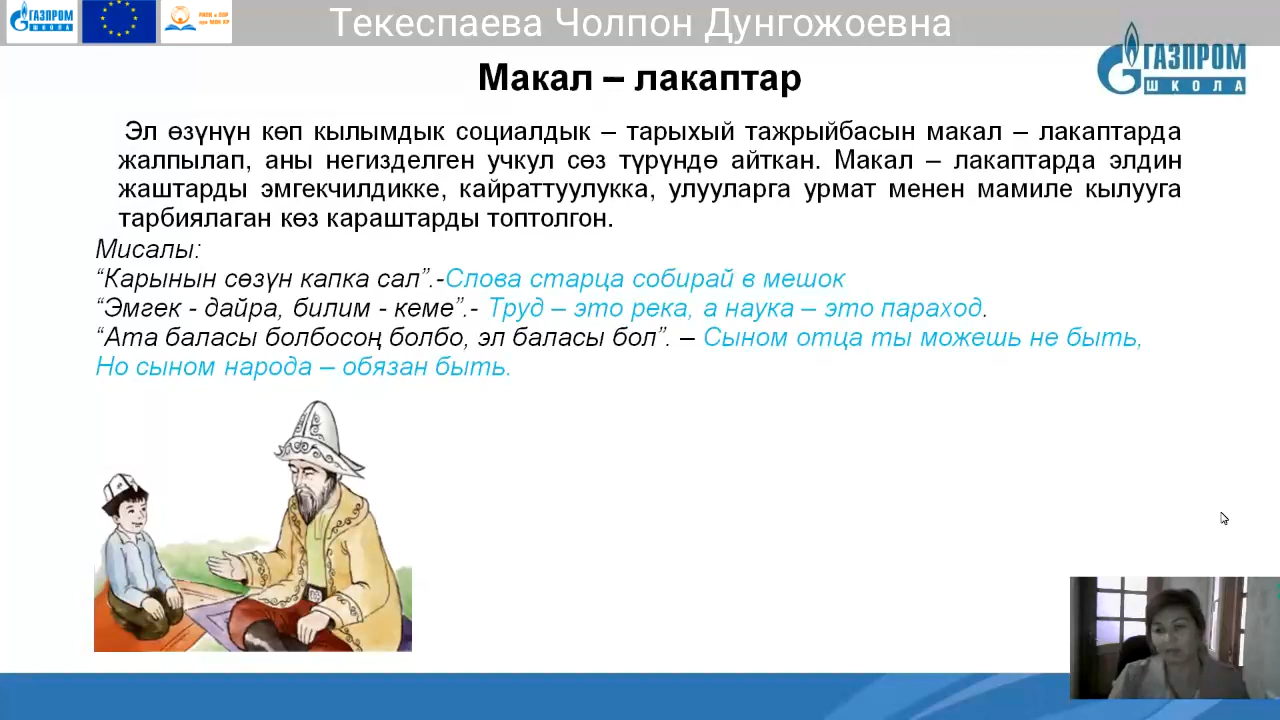 ГАЗПРОМ
ШКОЛА
Текеспаева Чолпон Дунгожоевна
ГАЗПРОМ
ШКОЛА
Макал – лакаптар
Эл өзүнүн көп кылымдык социалдык – тарыхый тажрыйбасын макал – лакаптарда
жалпылап, аны негизделген учкул сөз түрүндө айткан. Макал – лакаптарда элдин
жаштарды эмгекчилдикке, кайраттуулукка, улууларга урмат менен мамиле кылууга
тарбиялаган көз караштарды топтолгон.
Мисалы:
“Карынын сөзүн капка сал”.-Слова старца собирай в мешок
“Эмгек - дайра, билим - кеме”.- Труд – это река, а наука – это параход.
“Ата баласы болбосоң болбо, эл баласы бол”. – Сыном отца ты можешь не быть,
Но сыном народа – обязан быть.